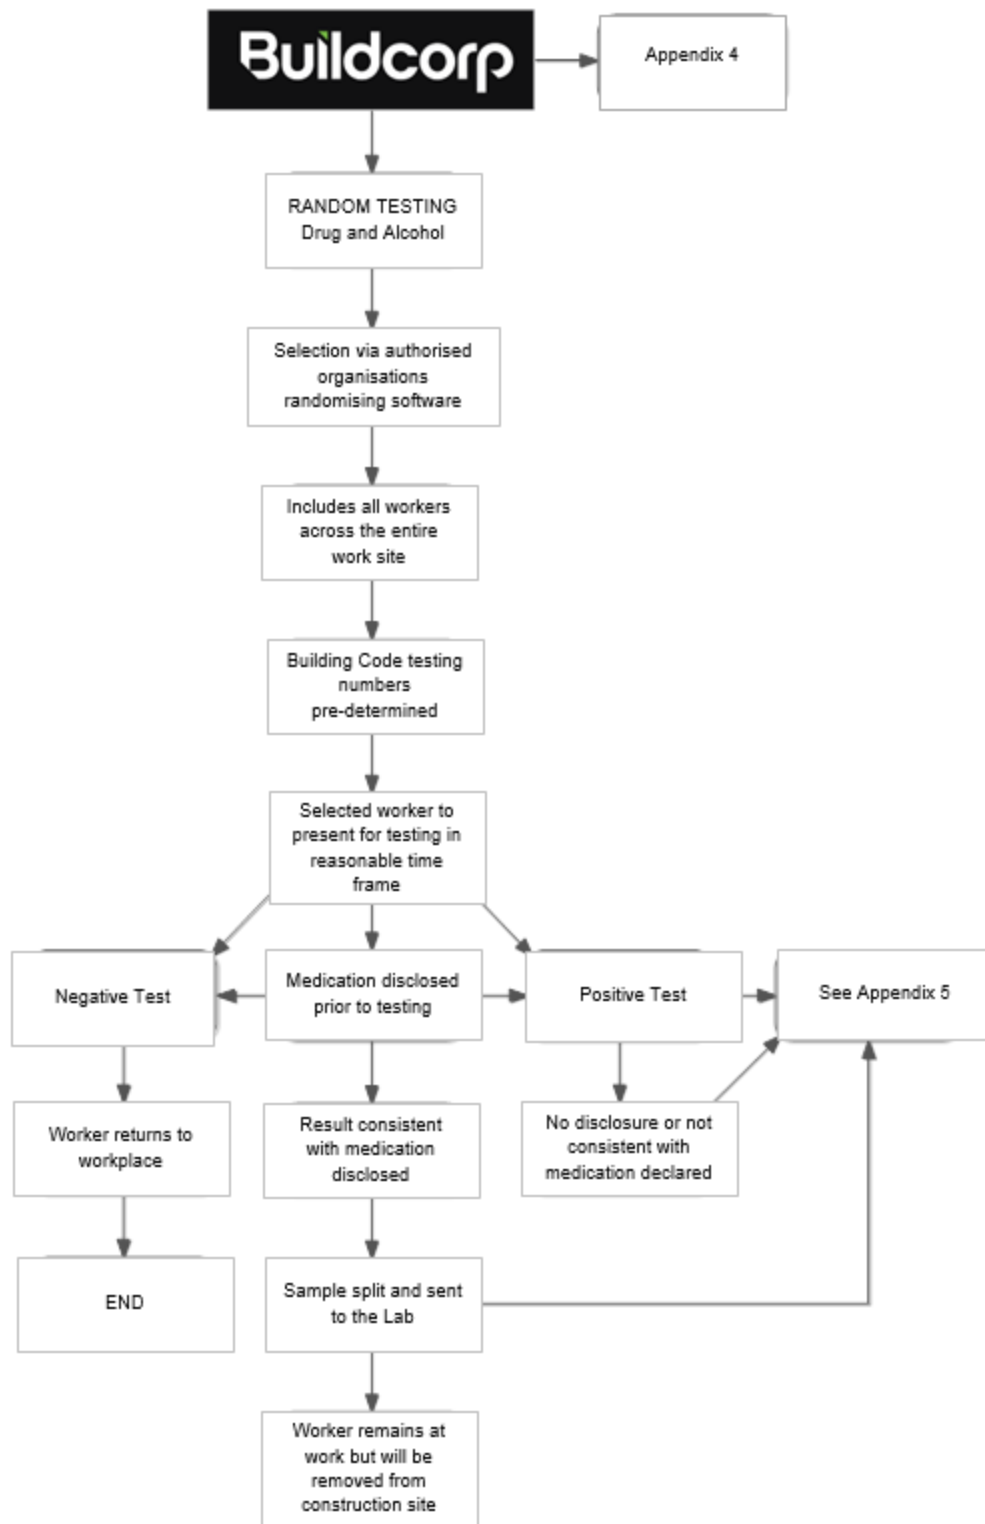 Buildcorp
Appendix 4
RANDOM TESTING
Drug and Alcohol
Selection via authorised
organisations
randomising software
Includes all workers
across the entire
work site
Building Code testing
numbers
pre-determined
Selected worker to
present for testing in
reasonable time
frame
Negative Test
Medication disclosed
prior to testing
Positive Test
See Appendix 5
Worker returns to
workplace
Result consistent
with medication
disclosed
No disclosure or not
consistent with
medication declared
END
Sample split and sent
to the Lab
Worker remains at
work but will be
removed from
construction site